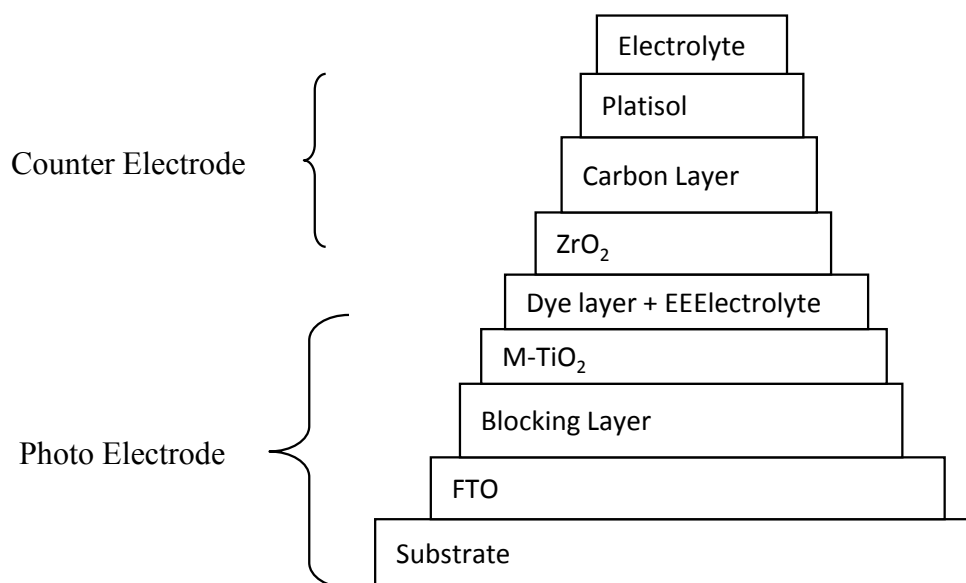 Electrolyte
Platisol
Counter Electrode
Carbon Layer
ZrO₂
Dye layer + EEElectrolyte
M-TiO₂
Blocking Layer
Photo Electrode
FTO
Substrate